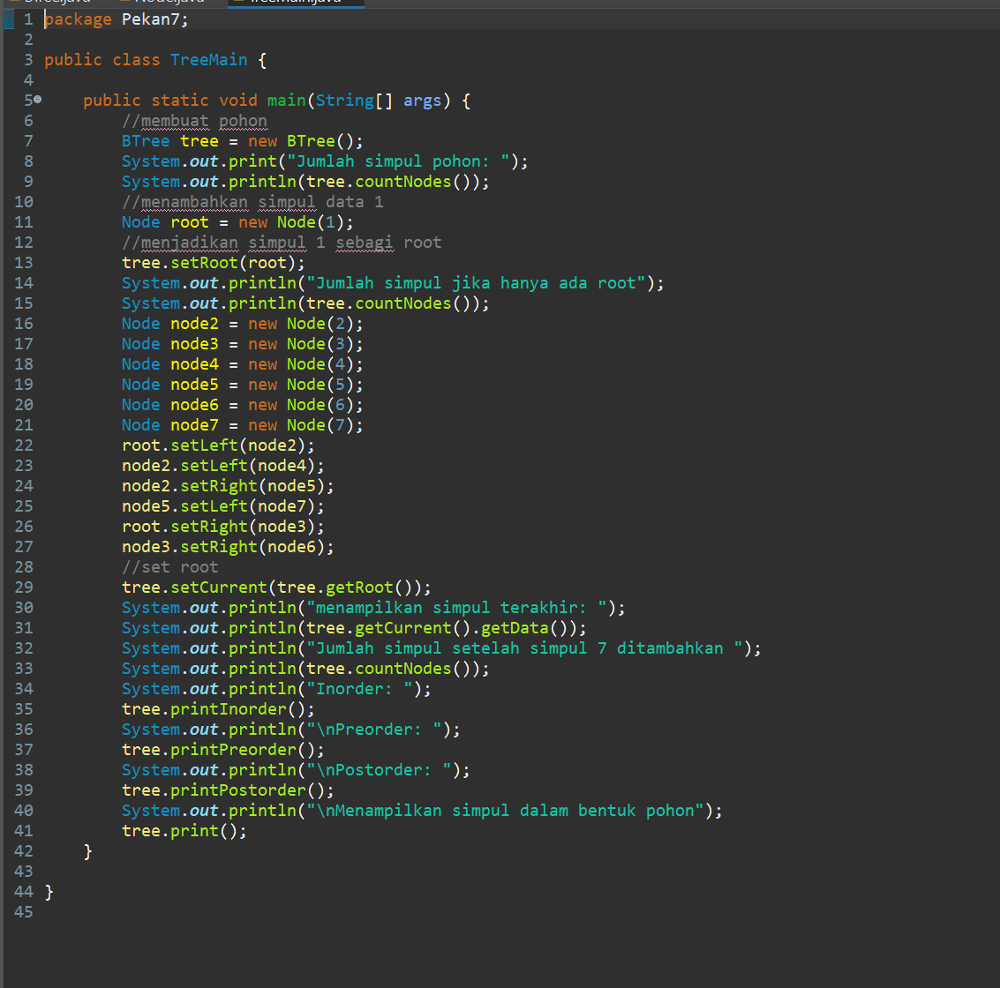 1 package Pekan7;
2
3 public class TreeMain {
4
5     public static void main(String[] args) {
6         //membuat pohon
7         BTree tree = new BTree();
8         System.out.print("Jumlah simpul pohon: ");
9         System.out.println(tree.countNodes());
10         //menambahkan simpul data 1
11         Node root = new Node(1);
12         //menjadikan simpul 1 sebagi root
13         tree.setRoot(root);
14         System.out.println("Jumlah simpul jika hanya ada root");
15         System.out.println(tree.countNodes());
16         Node node2 = new Node(2);
17         Node node3 = new Node(3);
18         Node node4 = new Node(4);
19         Node node5 = new Node(5);
20         Node node6 = new Node(6);
21         Node node7 = new Node(7);
22         root.setLeft(node2);
23         node2.setLeft(node4);
24         node2.setRight(node5);
25         node5.setLeft(node7);
26         root.setRight(node3);
27         node3.setRight(node6);
28         //set root
29         tree.setCurrent(tree.getRoot());
30         System.out.println("menampilkan simpul terakhir: ");
31         System.out.println(tree.getCurrent().getData());
32         System.out.println("Jumlah simpul setelah simpul 7 ditambahkan ");
33         System.out.println(tree.countNodes());
34         System.out.println("Inorder: ");
35         tree.printInorder();
36         System.out.println("\nPreorder: ");
37         tree.printPreorder();
38         System.out.println("\nPostorder: ");
39         tree.printPostorder();
40         System.out.println("\nMenampilkan simpul dalam bentuk pohon");
41         tree.print();
42     }
43
44 }
45